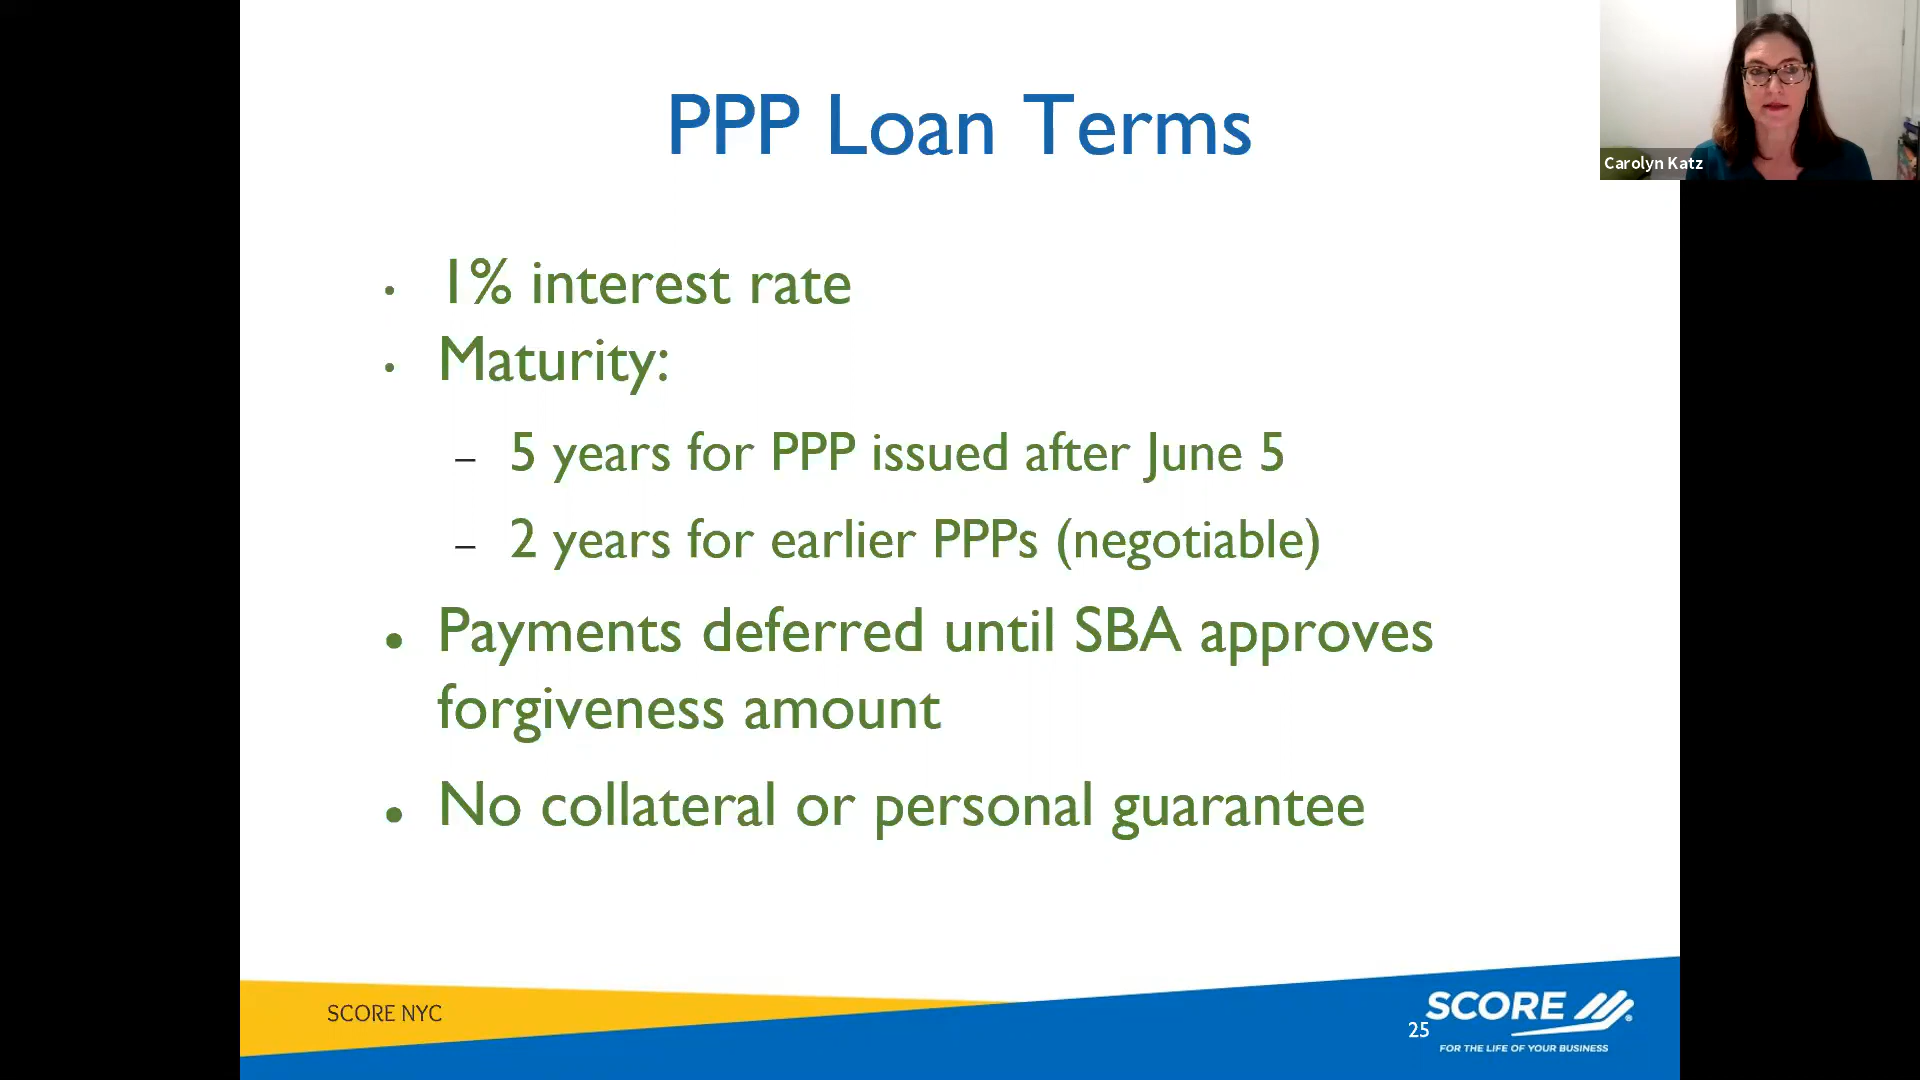 PPP Loan Terms
Carolyn Katz
• 1% interest rate
• Maturity:
– 5 years for PPP issued after June 5
– 2 years for earlier PPPs (negotiable)
• Payments deferred until SBA approves
forgiveness amount
• No collateral or personal guarantee
SCORE NYC
25
SCORE
FOR THE LIFE OF YOUR BUSINESS